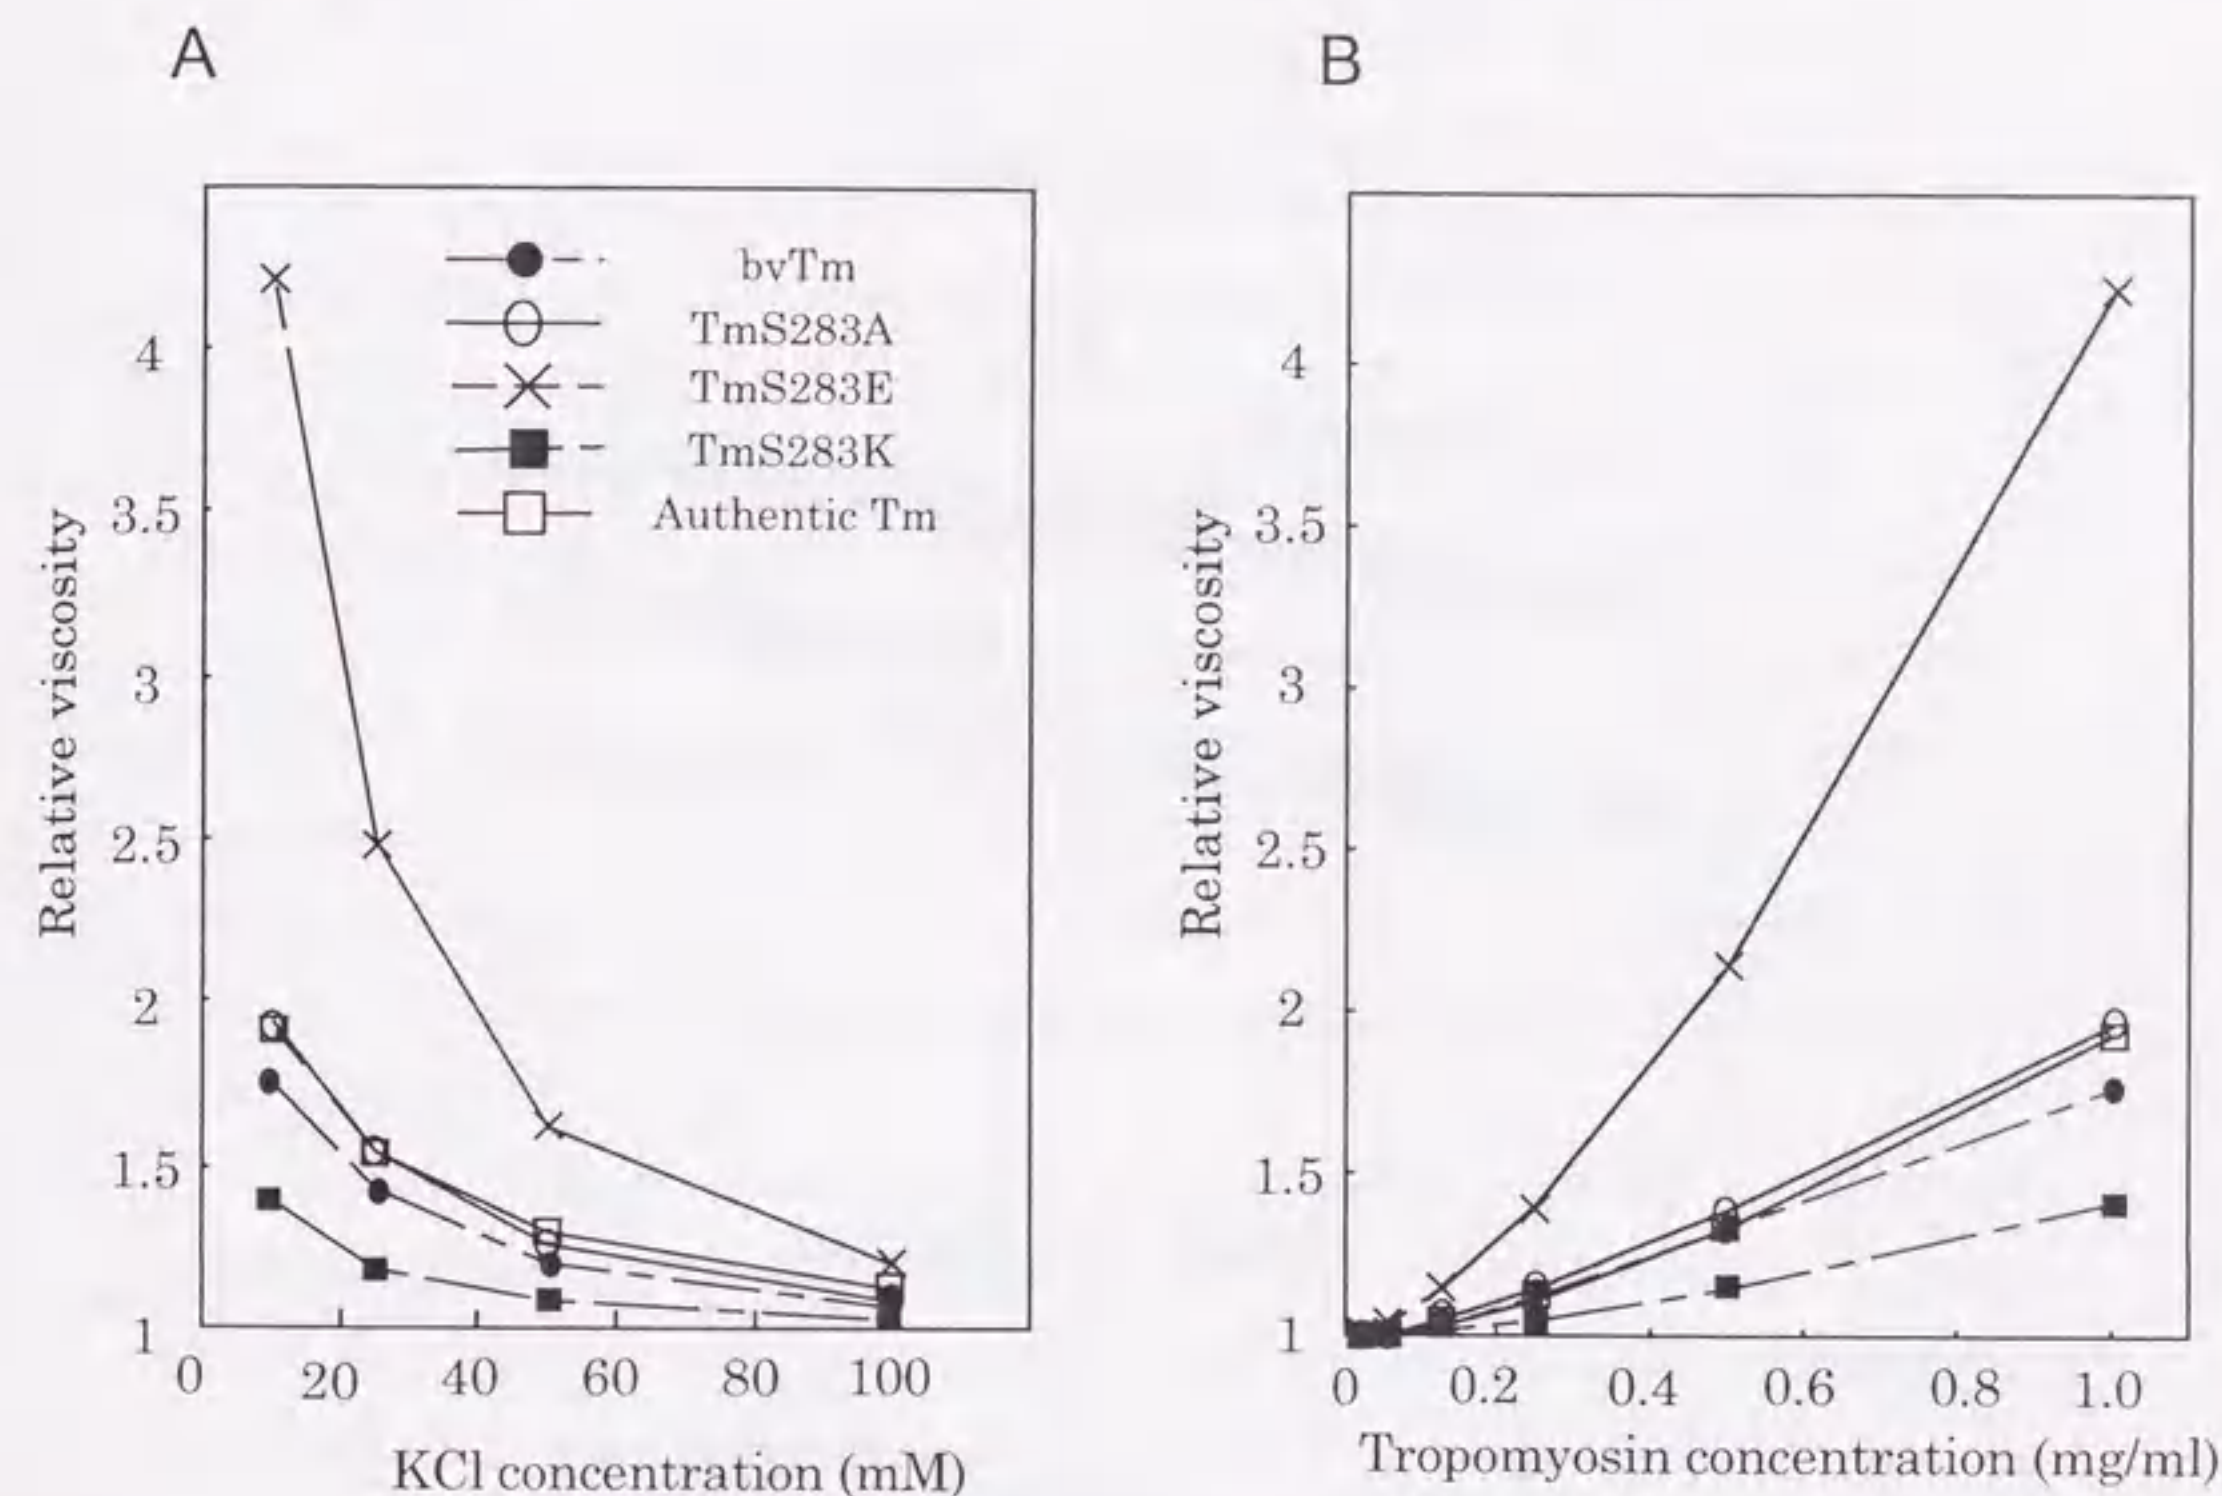 A
bvTm
TmS283A
TmS283E
TmS283K
Authentic Tm
Relative viscosity
4
3.5
3
2.5
2
1.5
1
0 20 40 60 80 100
KCl concentration (mM)
B
Relative viscosity
4
3.5
3
2.5
2
1.5
1
0 0.2 0.4 0.6 0.8 1.0
Tropomyosin concentration (mg/ml)